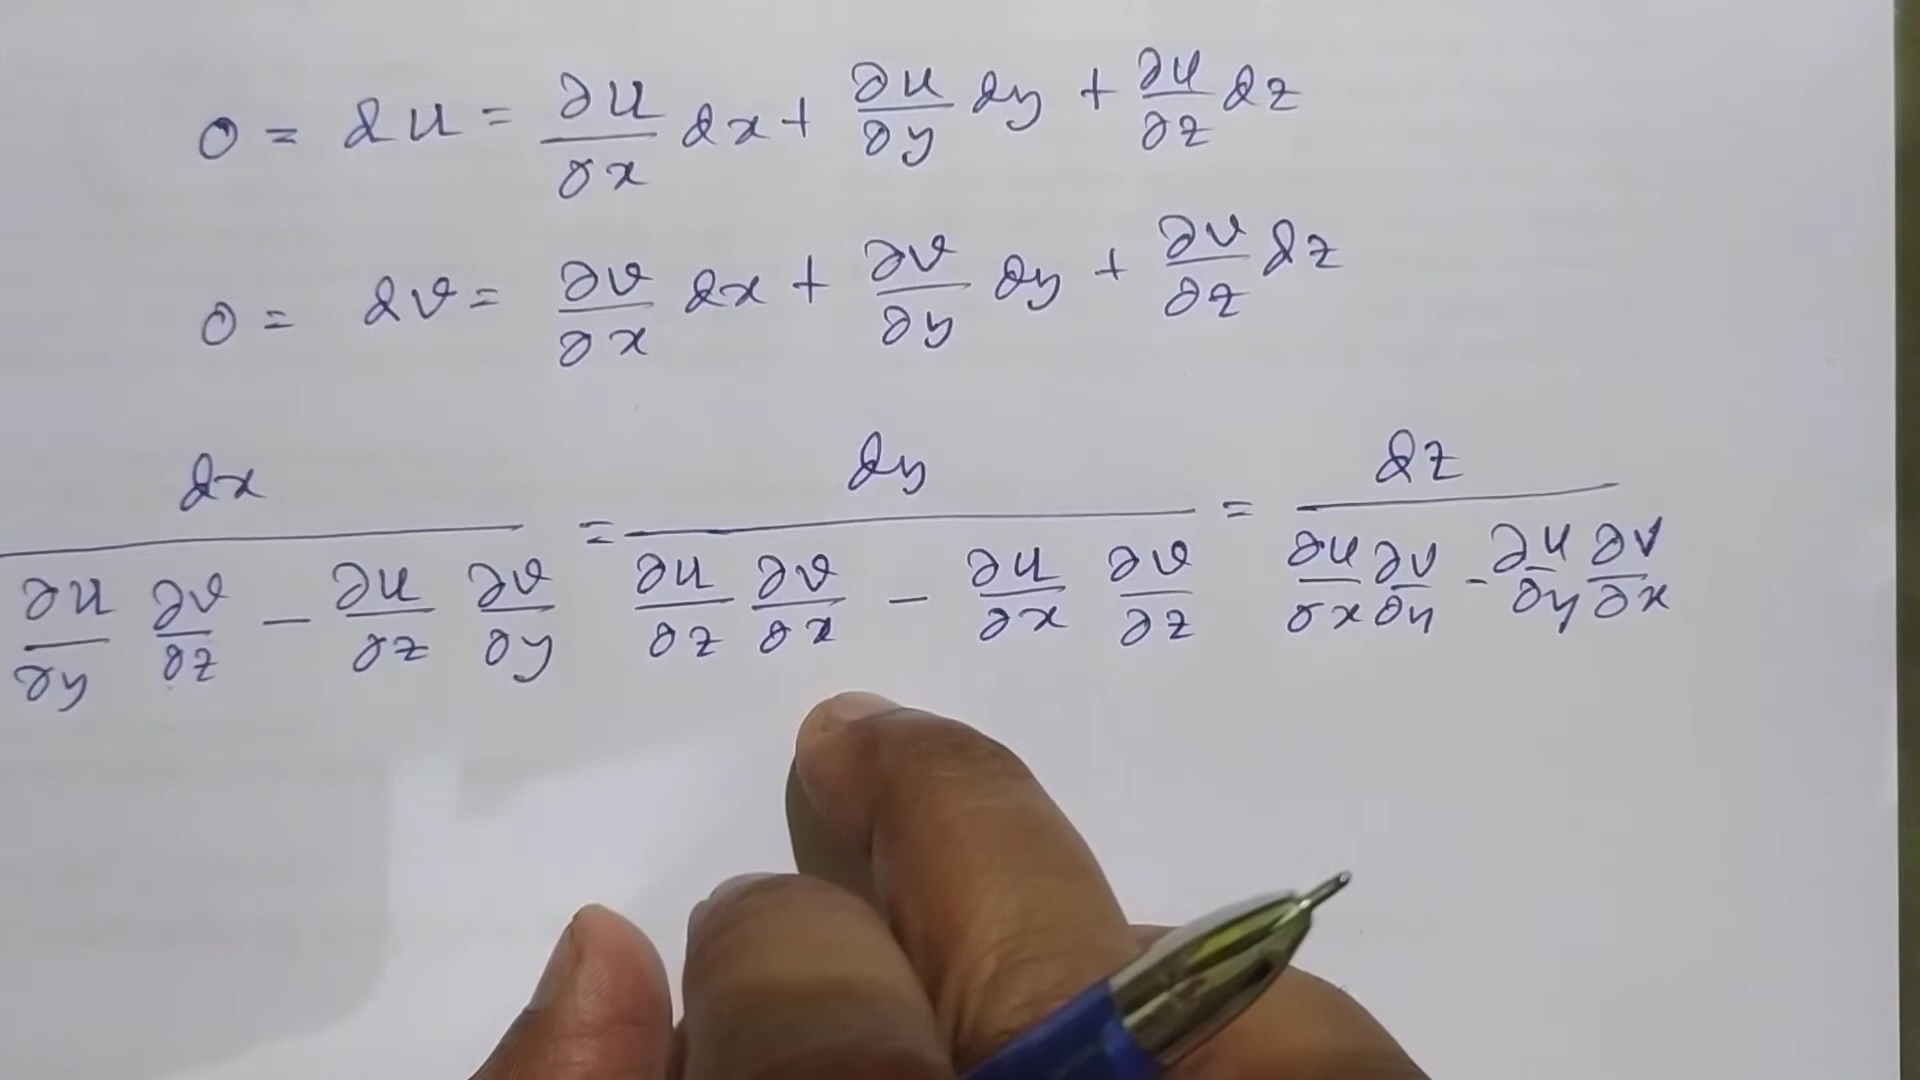 0 = du = ∂u/∂x dx + ∂u/∂y dy + ∂u/∂z dz
0 = dv = ∂v/∂x dx + ∂v/∂y dy + ∂v/∂z dz
dx / (∂u/∂y ∂v/∂z − ∂u/∂z ∂v/∂y) = dy / (∂u/∂z ∂v/∂x − ∂u/∂x ∂v/∂z) = dz / (∂u/∂x ∂v/∂y − ∂u/∂y ∂v/∂x)